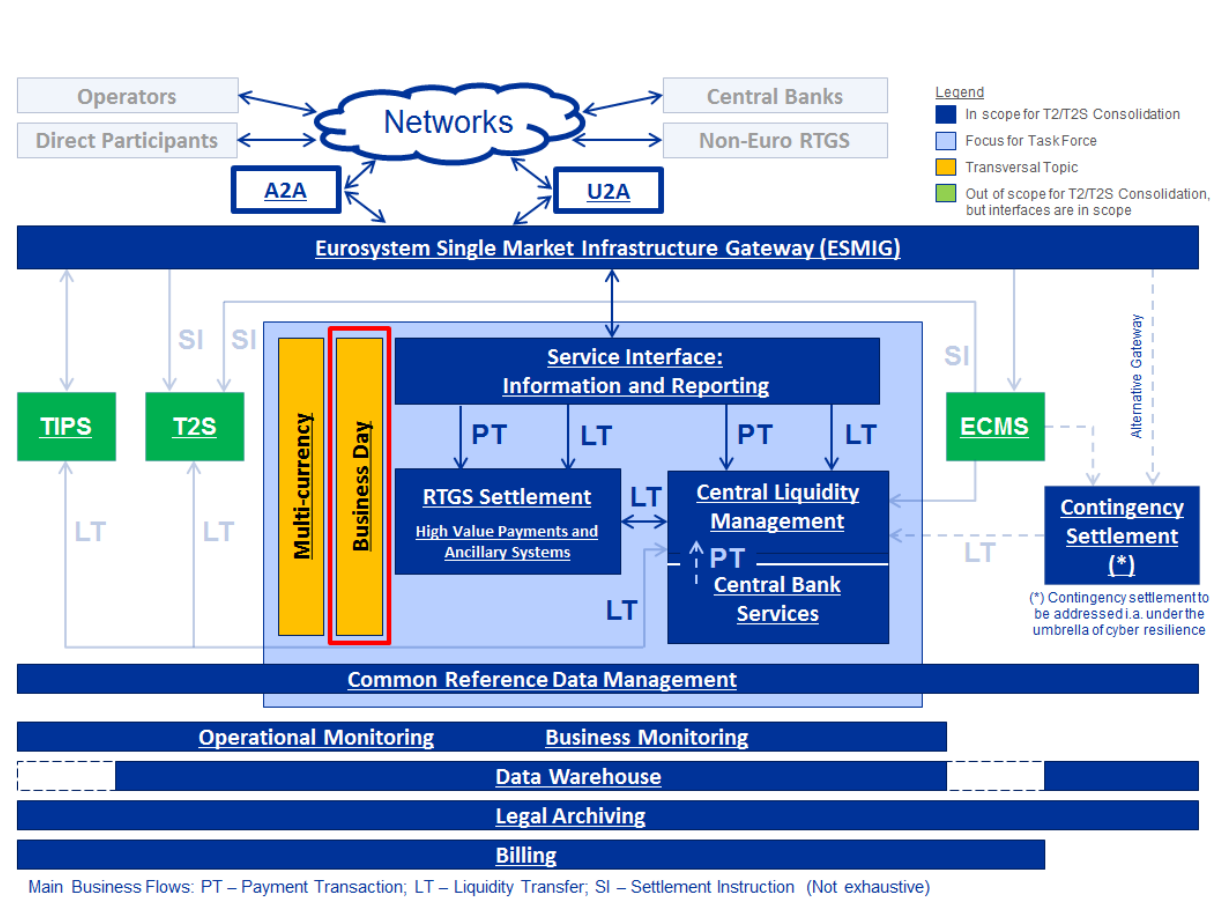 Operators
Direct Participants
Networks
Central Banks
Non-Euro RTGS
A2A
U2A
Legend
In scope for T2/T2S Consolidation
Focus for Task Force
Transversal Topic
Out of scope for T2/T2S Consolidation,
but interfaces are in scope
Eurosystem Single Market Infrastructure Gateway (ESMIG)
SI
SI
SI
Alternative Gateway
TIPS
T2S
ECMS
Multi-currency
Business Day
Service Interface:
Information and Reporting
PT
LT
PT
LT
RTGS Settlement
High Value Payments and
Ancillary Systems
LT
Central Liquidity
Management
PT
Central Bank
Services
LT
LT
LT
LT
Contingency
Settlement
(*)
(*) Contingency settlement to
be addressed i.a. under the
umbrella of cyber resilience
Common Reference Data Management
Operational Monitoring
Business Monitoring
Data Warehouse
Legal Archiving
Billing
Main Business Flows: PT – Payment Transaction; LT – Liquidity Transfer; SI – Settlement Instruction (Not exhaustive)